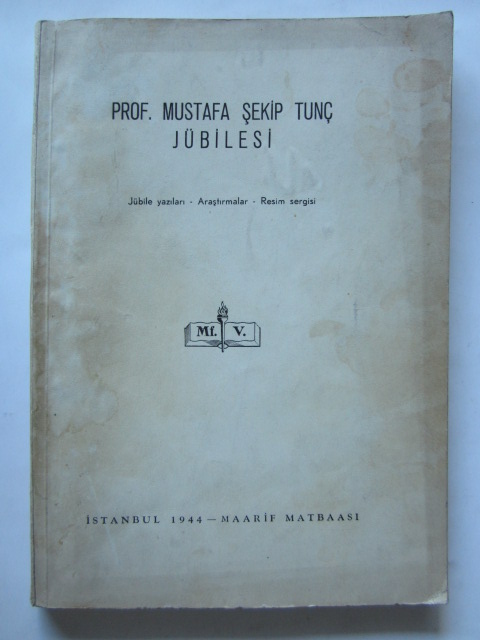 PROF. MUSTAFA ŞEKİP TUNÇ
JÜBİLESİ
Jübile yazıları - Araştırmalar - Resim sergisi
Mf. V.
İSTANBUL 1944 — MAARİF MATBAASI